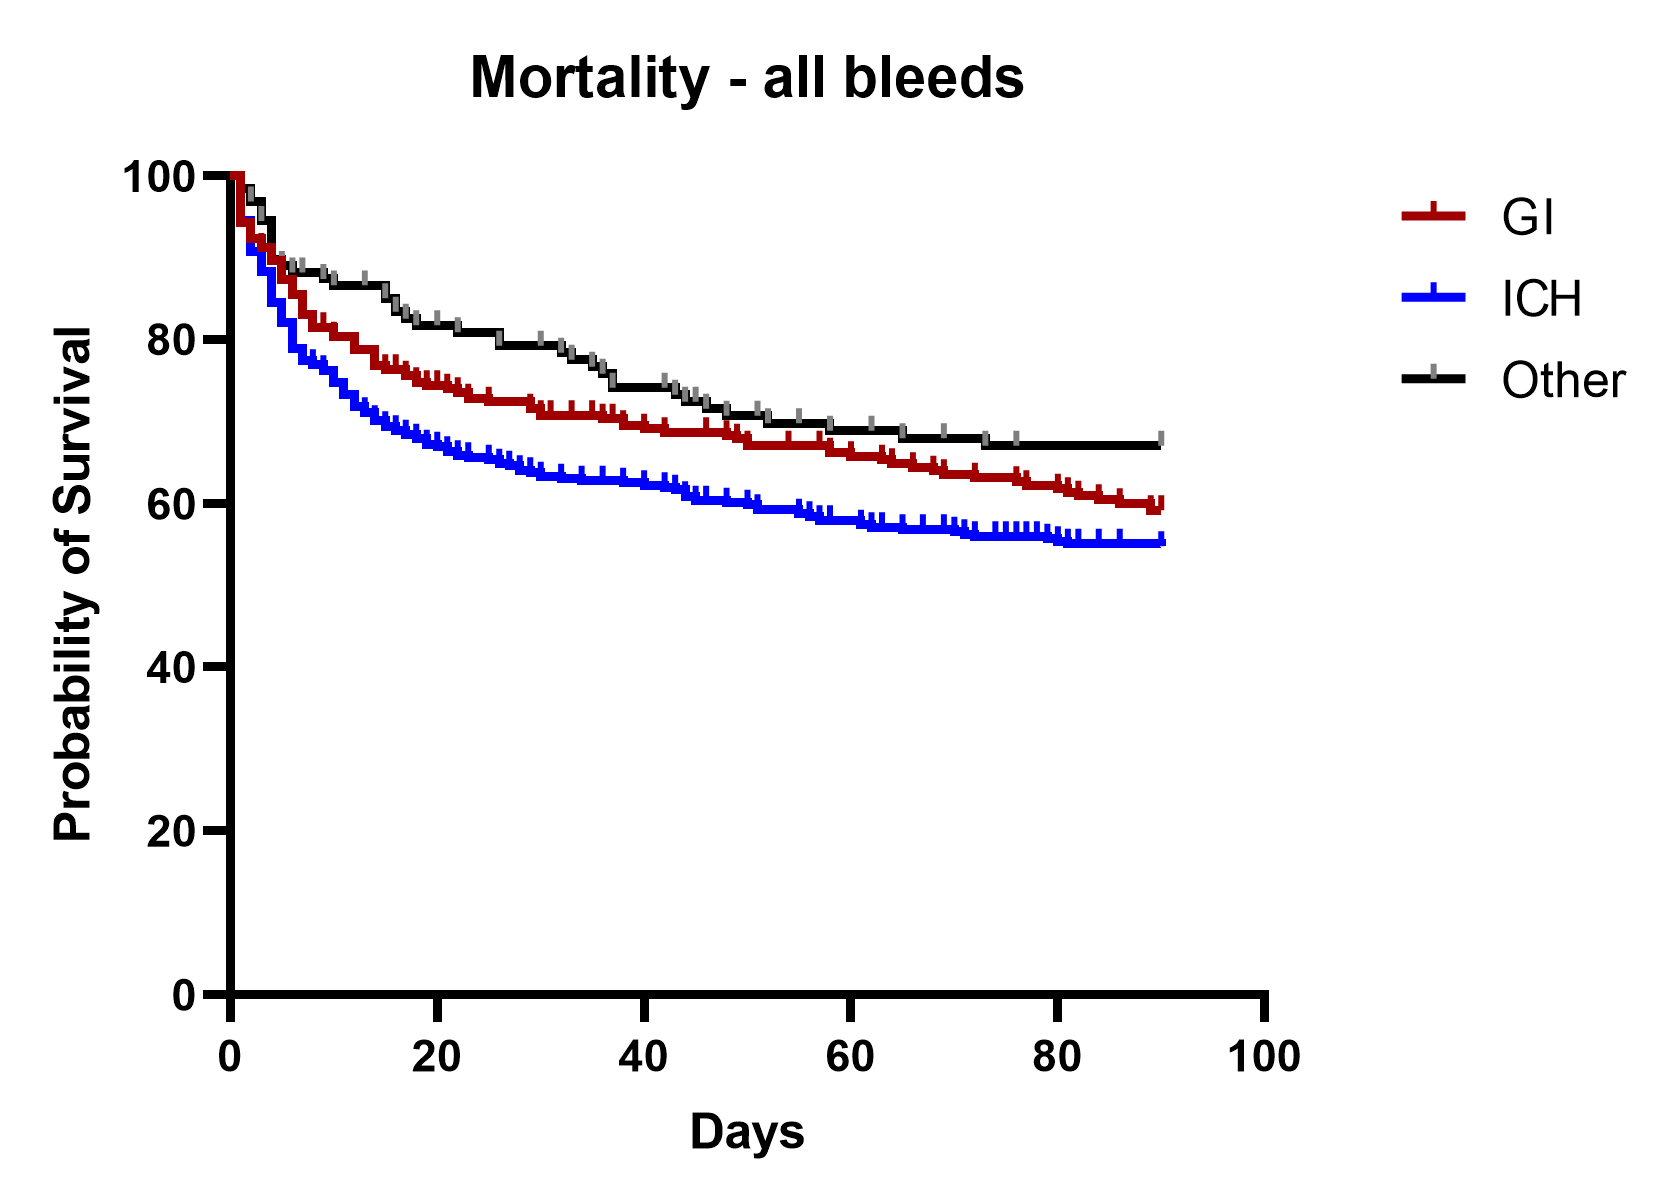 Mortality - all bleeds
Probability of Survival
100
80
60
40
20
0
0 20 40 60 80 100
Days
GI
ICH
Other